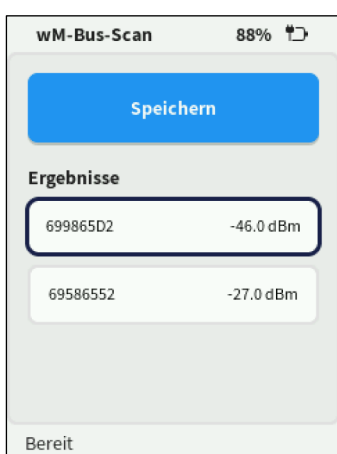 wM-Bus-Scan 88%
Speichern
Ergebnisse
699865D2 -46.0 dBm
69586552 -27.0 dBm
Bereit